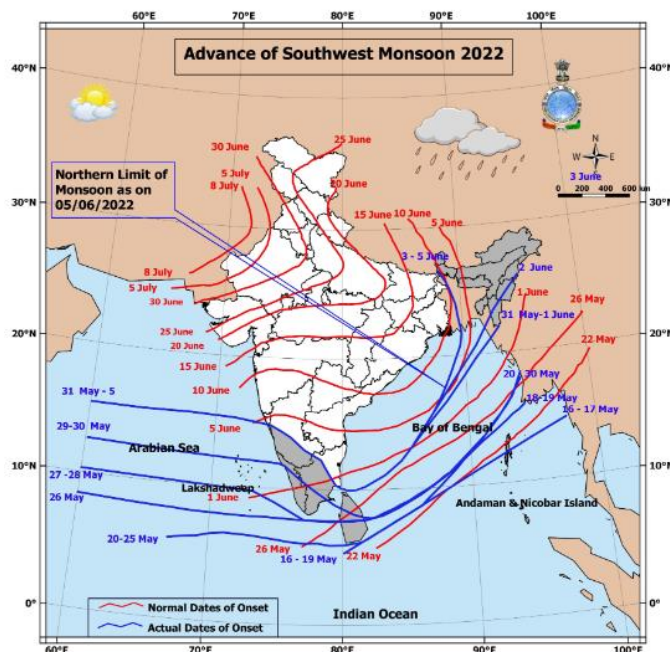 60°E
70°E
80°E
90°E
100°E
Advance of Southwest Monsoon 2022
40°N
40°N
N
W E
S
3 June
0 200 400 600 km
25 June
30 June
20 June
Northern Limit of
Monsoon as on
05/06/2022
5 July
8 July
15 June
10 June
5 June
30°N
30°N
3 - 5 June
2 June
8 July
5 July
30 June
1 June
26 May
31 May-1 June
22 May
25 June
20 June
20°N
20°N
15 June
10 June
20 - 30 May
18-19 May
16 - 17 May
31 May - 5
5 June
Bay of Bengal
29-30 May
Arabian Sea
10°N
10°N
27 -28 May
Lakshadweep
26 May
1 June
Andaman & Nicobar Island
20-25 May
26 May
16 - 19 May
22 May
0°
0°
Normal Dates of Onset
Actual Dates of Onset
Indian Ocean
60°E
70°E
80°E
90°E
100°E